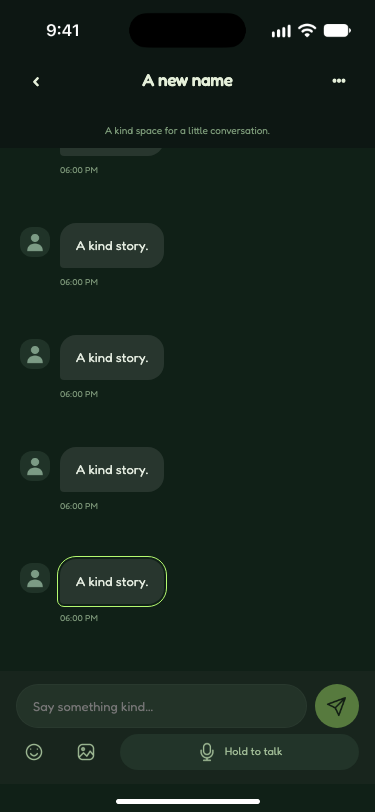 9:41
A new name
A kind space for a little conversation.
06:00 PM
A kind story.
06:00 PM
A kind story.
06:00 PM
A kind story.
06:00 PM
A kind story.
06:00 PM
Say something kind...
Hold to talk